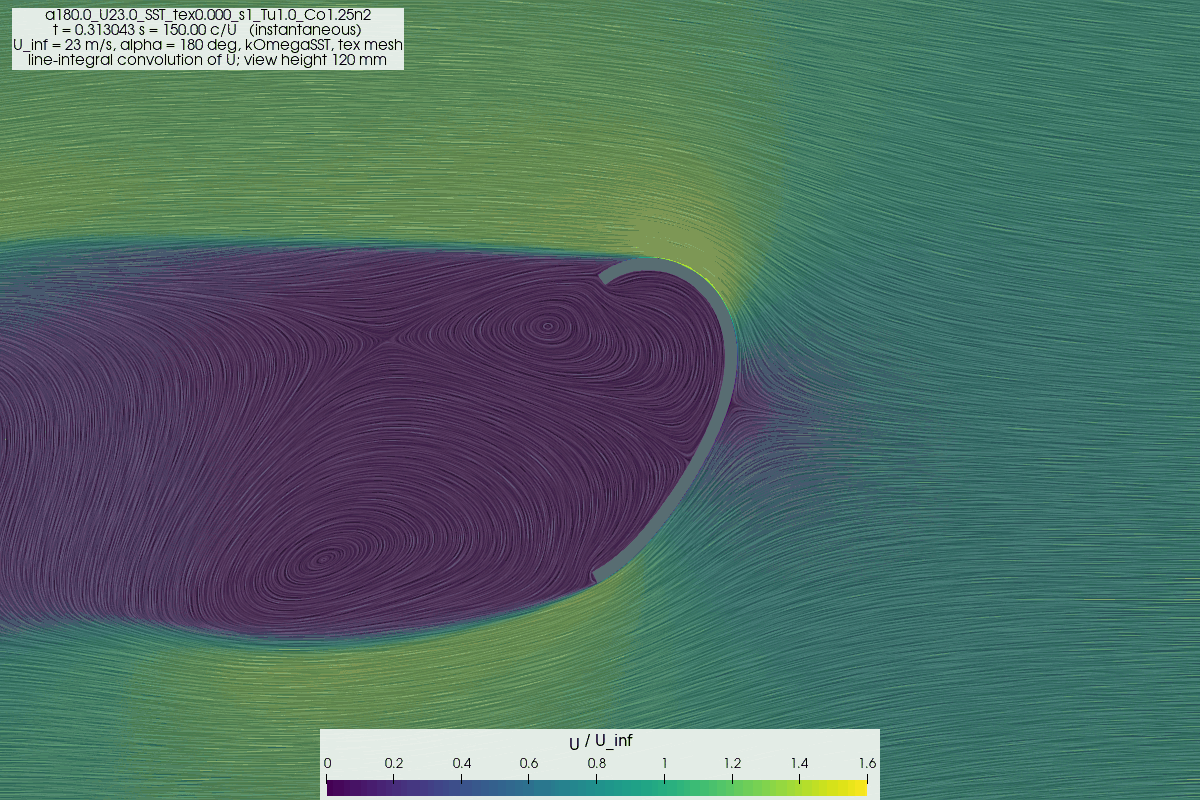 a180.0_U23.0_SST_tex0.000_s1_Tu1.0_Co1.25n2
t = 0.313043 s = 150.00 c/U (instantaneous)
U_inf = 23 m/s, alpha = 180 deg, kOmegaSST, tex mesh
line-integral convolution of U; view height 120 mm
U / U_inf
0 0.2 0.4 0.6 0.8 1 1.2 1.4 1.6